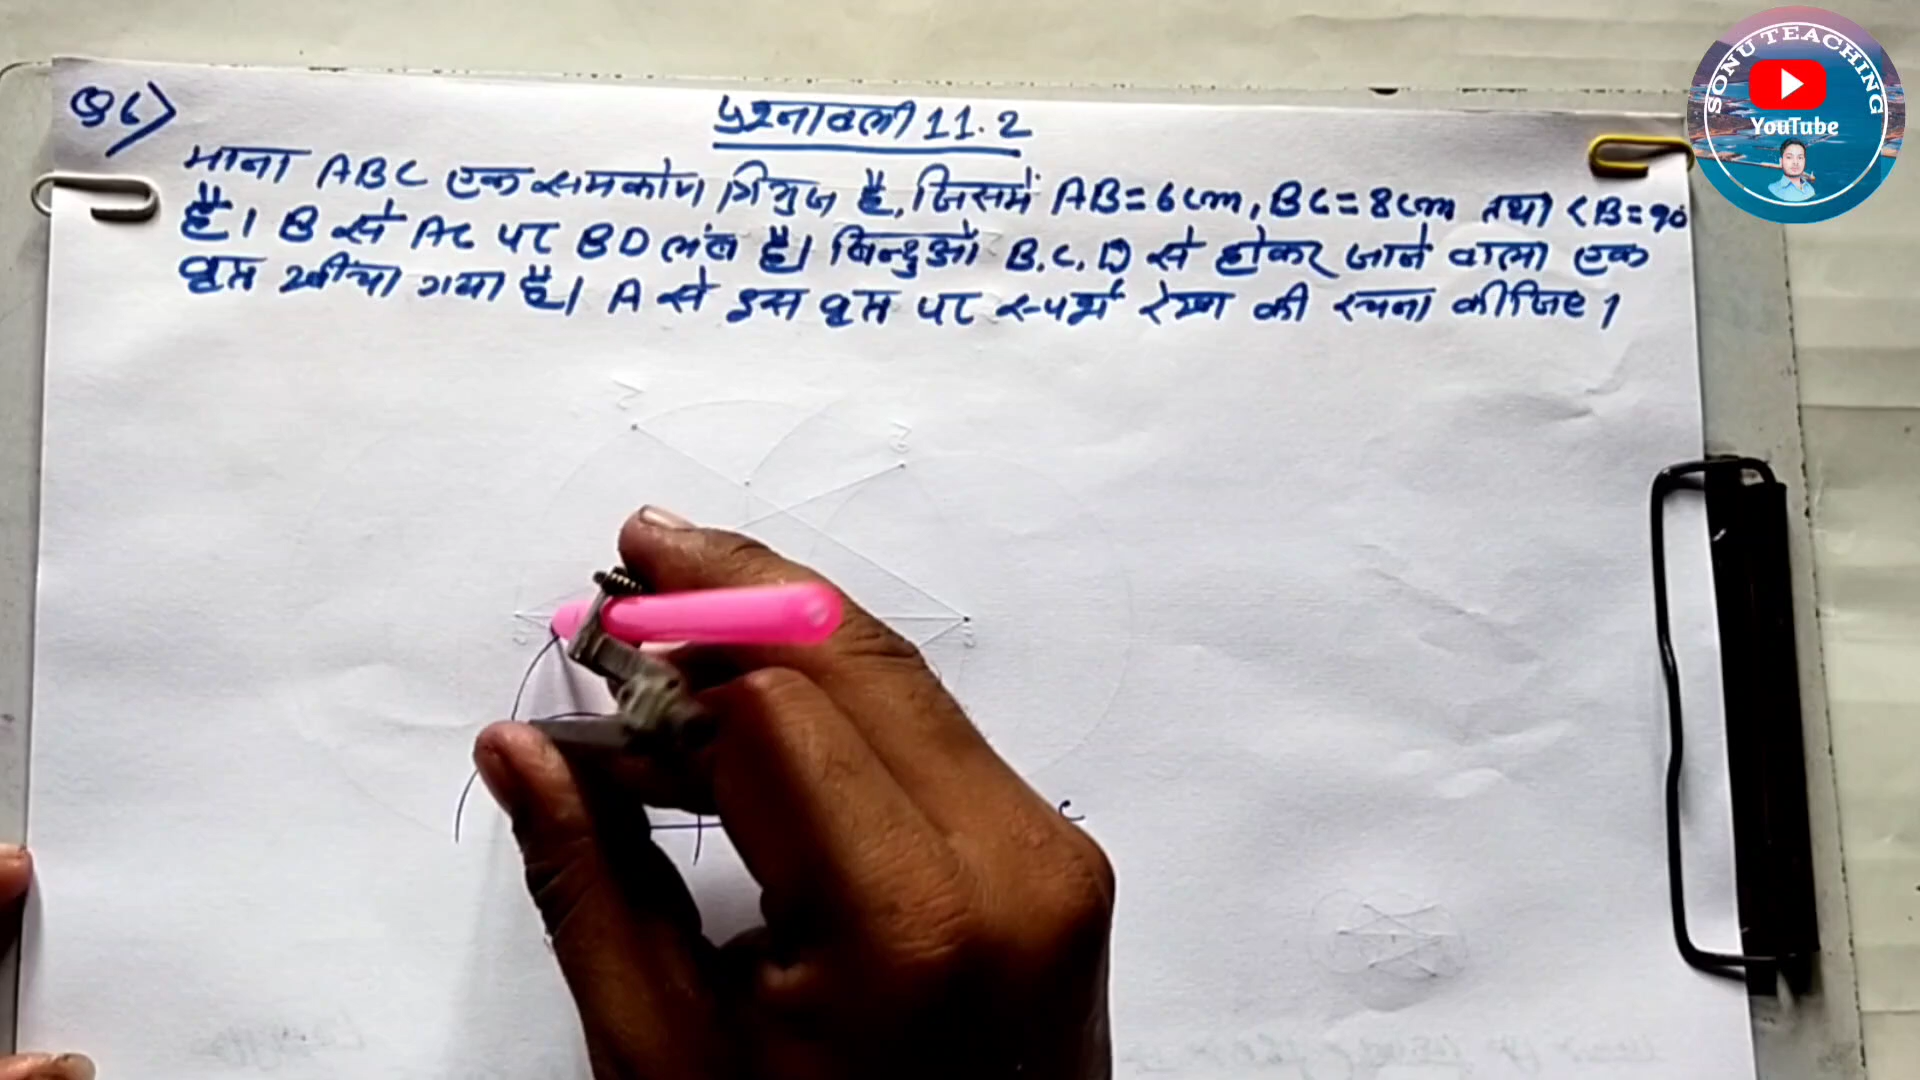 Q 6)
प्रश्नावली 11.2
माना ABC एक समकोण त्रिभुज है, जिसमें AB=6cm, BC=8cm तथा <B=90
है। B से AC पर BD लंब है। बिन्दुओं B, C, D से होकर जाने वाला एक
वृत्त खींचा गया है। A से इस वृत्त पर स्पर्श रेखा की रचना कीजिए।
C
SONU TEACHING
YouTube